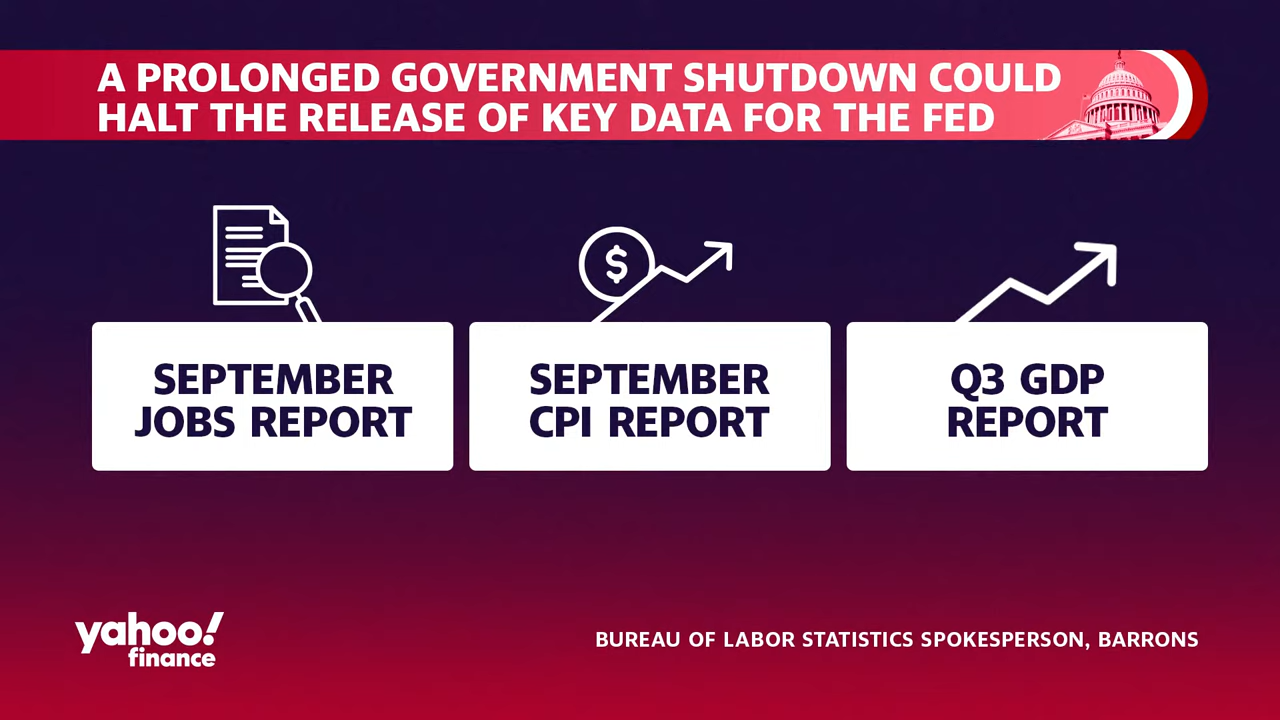 A PROLONGED GOVERNMENT SHUTDOWN COULD
HALT THE RELEASE OF KEY DATA FOR THE FED
$
SEPTEMBER
JOBS REPORT
SEPTEMBER
CPI REPORT
Q3 GDP
REPORT
yahoo!
finance
BUREAU OF LABOR STATISTICS SPOKESPERSON, BARRONS